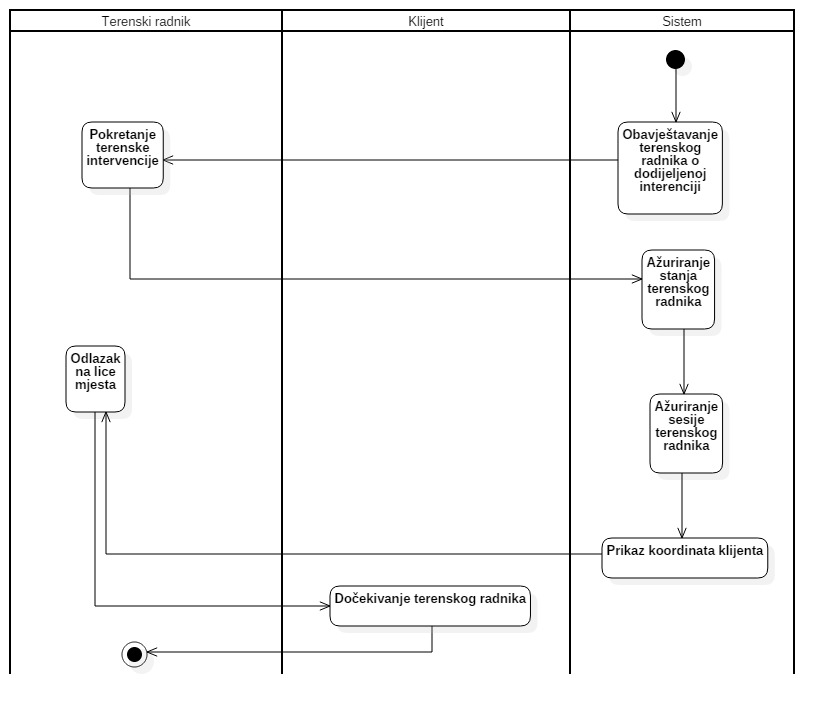 Terenski radnik
Klijent
Sistem
Pokretanje
terenske
intervencije
Obavještavanje
terenskog
radnika o
dodijeljenoj
interenciji
Ažuriranje
stanja
terenskog
radnika
Odlazak
na lice
mjesta
Ažuriranje
sesije
terenskog
radnika
Prikaz koordinata klijenta
Dočekivanje terenskog radnika